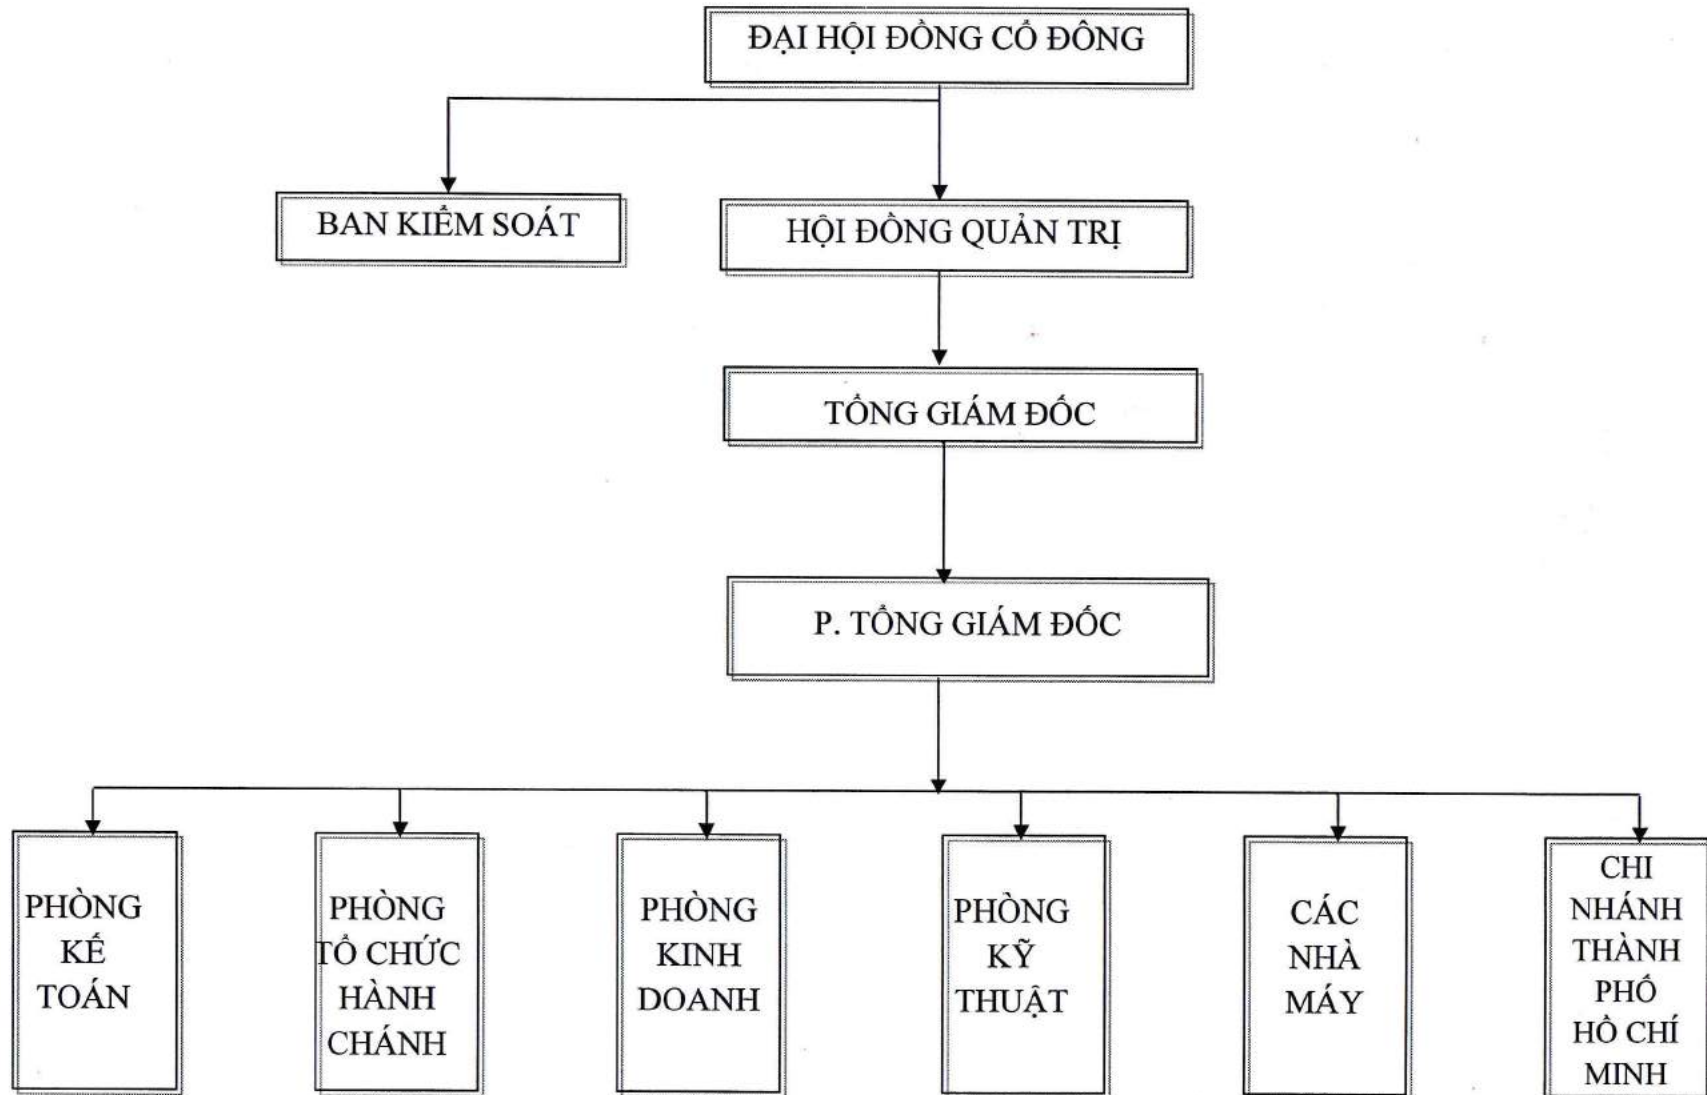 ĐẠI HỘI ĐỒNG CỔ ĐÔNG
BAN KIỂM SOÁT
HỘI ĐỒNG QUẢN TRỊ
TỔNG GIÁM ĐỐC
P. TỔNG GIÁM ĐỐC
PHÒNG
KẾ
TOÁN
PHÒNG
TỔ CHỨC
HÀNH
CHÁNH
PHÒNG
KINH
DOANH
PHÒNG
KỸ
THUẬT
CÁC
NHÀ
MÁY
CHI
NHÁNH
THÀNH
PHỐ
HỒ CHÍ
MINH